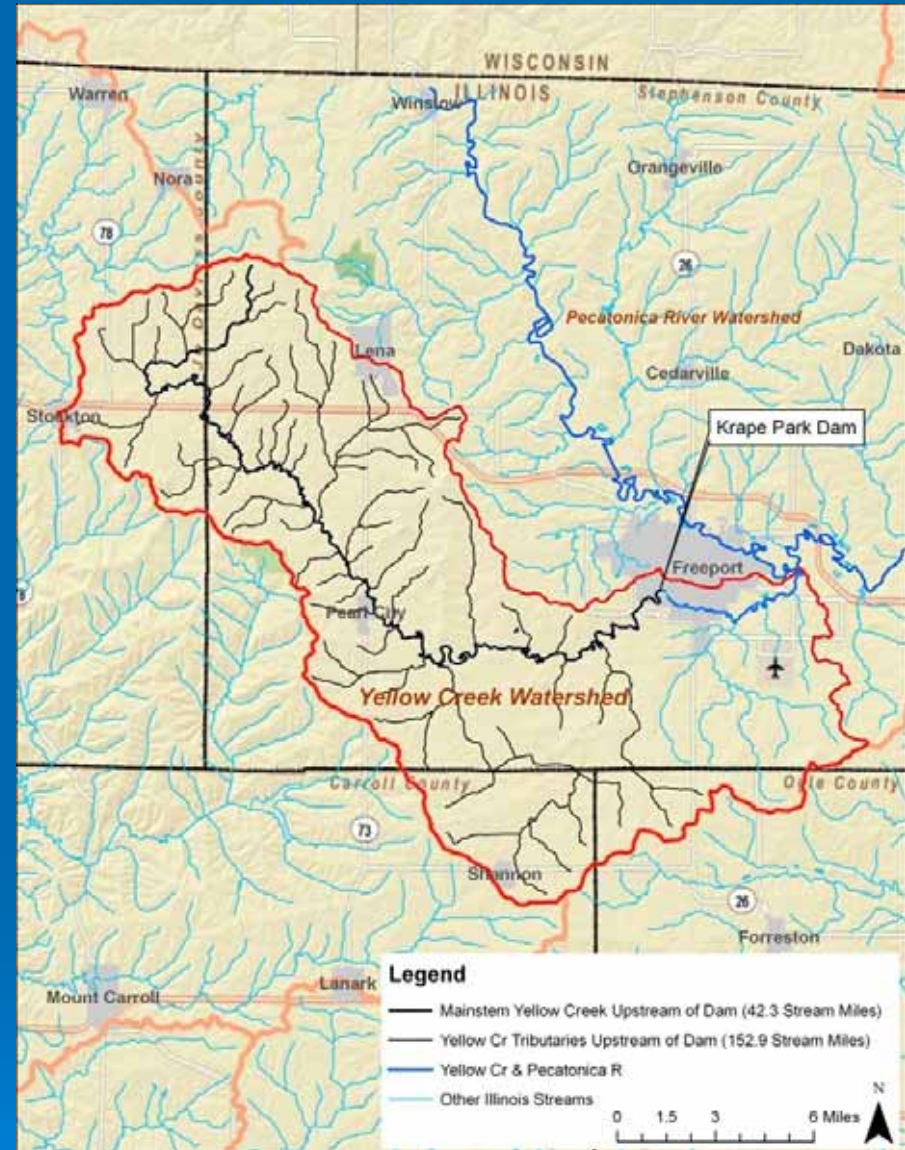 WISCONSIN
ILLINOIS
Stephenson County
Warren
Winslow
Nora
Grangeville
78
26
Pecatonica River Watershed
Dakota
Lena
Cedarville
Stockton
Krape Park Dam
Freeport
Pearl City
Yellow Creek Watershed
Carroll County
Ogle County
73
Shannon
26
Forreston
Lanark
Mount Carroll
Legend
Mainstem Yellow Creek Upstream of Dam (42.3 Stream Miles)
Yellow Cr Tributaries Upstream of Dam (152.9 Stream Miles)
Yellow Cr & Pecatonica R
Other Illinois Streams
N
0 1.5 3 6 Miles